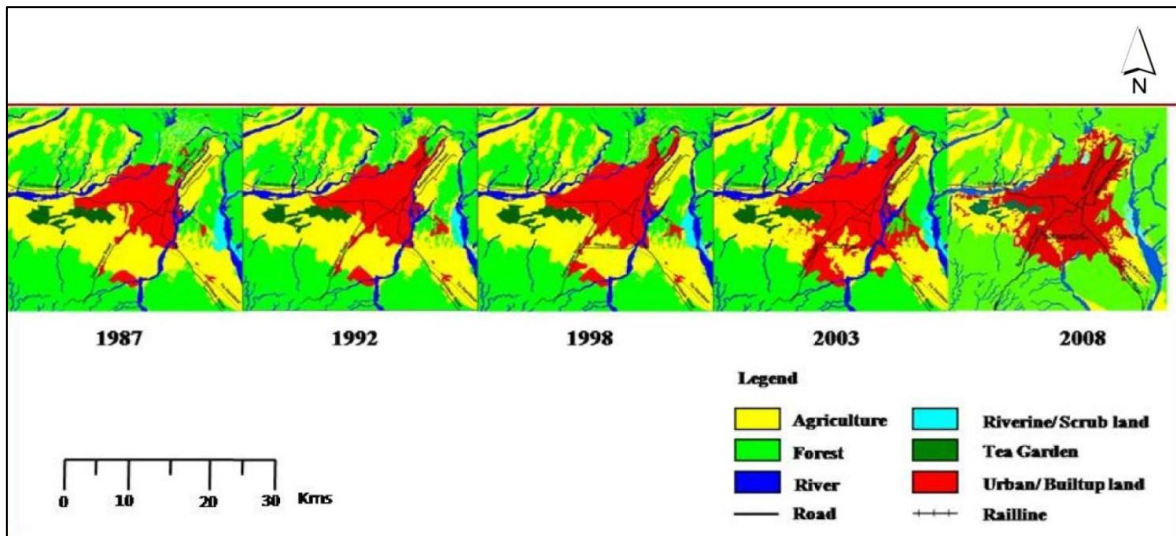 N
1987 1992 1998 2003 2008
Legend
Agriculture Riverine/ Scrub land
Forest Tea Garden
River Urban/ Builtup land
Road Railline
0 10 20 30 Kms